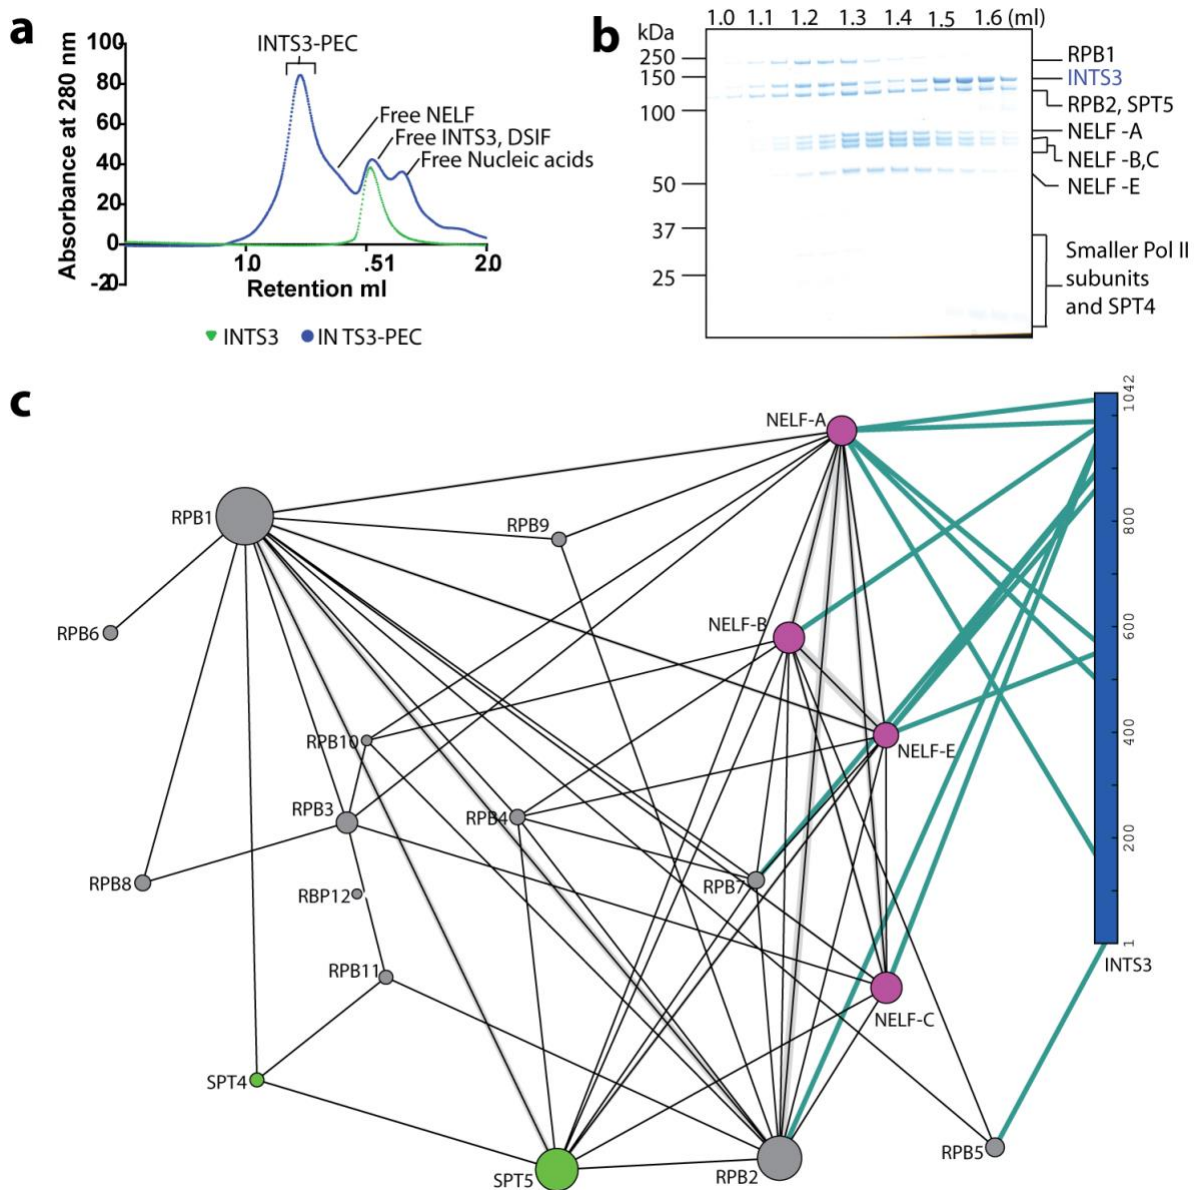 a
100
80
60
40
20
0
-20
Absorbance at 280 nm
INTS3-PEC
Free NELF
Free INTS3, DSIF
Free Nucleic acids
1.0
.51
2.0
Retention ml
INTS3
IN TS3-PEC
b
1.0 1.1 1.2 1.3 1.4 1.5 1.6 (ml)
kDa
250
150
100
50
37
25
RPB1
INTS3
RPB2, SPT5
NELF -A
NELF -B,C
NELF -E
Smaller Pol II
subunits
and SPT4
c
NELF-A
RPB1
RPB9
RPB6
NELF-B
RPB10
NELF-E
RPB3
RPB4
RPB8
RBP12
RPB7
RPB11
NELF-C
SPT4
SPT5
RPB2
RPB5
1042
800
600
400
200
1
INTS3